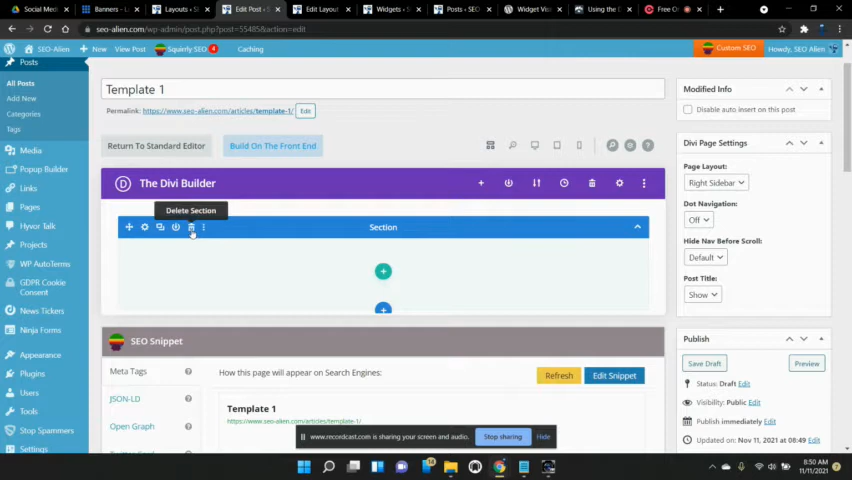 Social Media
Banners - L
Layouts ‹ S
Edit Post ‹ S
Edit Layou
Widgets ‹ S
Posts ‹ SEO
Widget Visi
Using the D
Free O
seo-alien.com/wp-admin/post.php?post=55485&action=edit
SEO-Alien
New
View Post
Squirrly SEO
4
Caching
Custom SEO
Howdy, SEO Alien
Posts
All Posts
Add New
Categories
Tags
Media
Popup Builder
Links
Pages
Hyvor Talk
Projects
WP AutoTerms
GDPR Cookie
Consent
News Tickers
Ninja Forms
Appearance
Plugins
Users
Tools
Stop Spammers
Settings
Template 1
Permalink: https://www.seo-alien.com/articles/template-1/ Edit
Return To Standard Editor
Build On The Front End
D The Divi Builder
Delete Section
Section
SEO Snippet
Meta Tags
JSON-LD
Open Graph
How this page will appear on Search Engines:
Refresh
Edit Snippet
Template 1
https://www.seo-alien.com/articles/template-1/
www.recordcast.com is sharing your screen and audio.
Stop sharing
Hide
Modified Info
Disable auto insert on this post
Divi Page Settings
Page Layout:
Right Sidebar
Dot Navigation:
Off
Hide Nav Before Scroll:
Default
Post Title:
Show
Publish
Save Draft
Preview
Status: Draft Edit
Visibility: Public Edit
Publish immediately Edit
Updated on: Nov 11, 2021 at 08:49 Edit
8:50 AM
11/11/2021